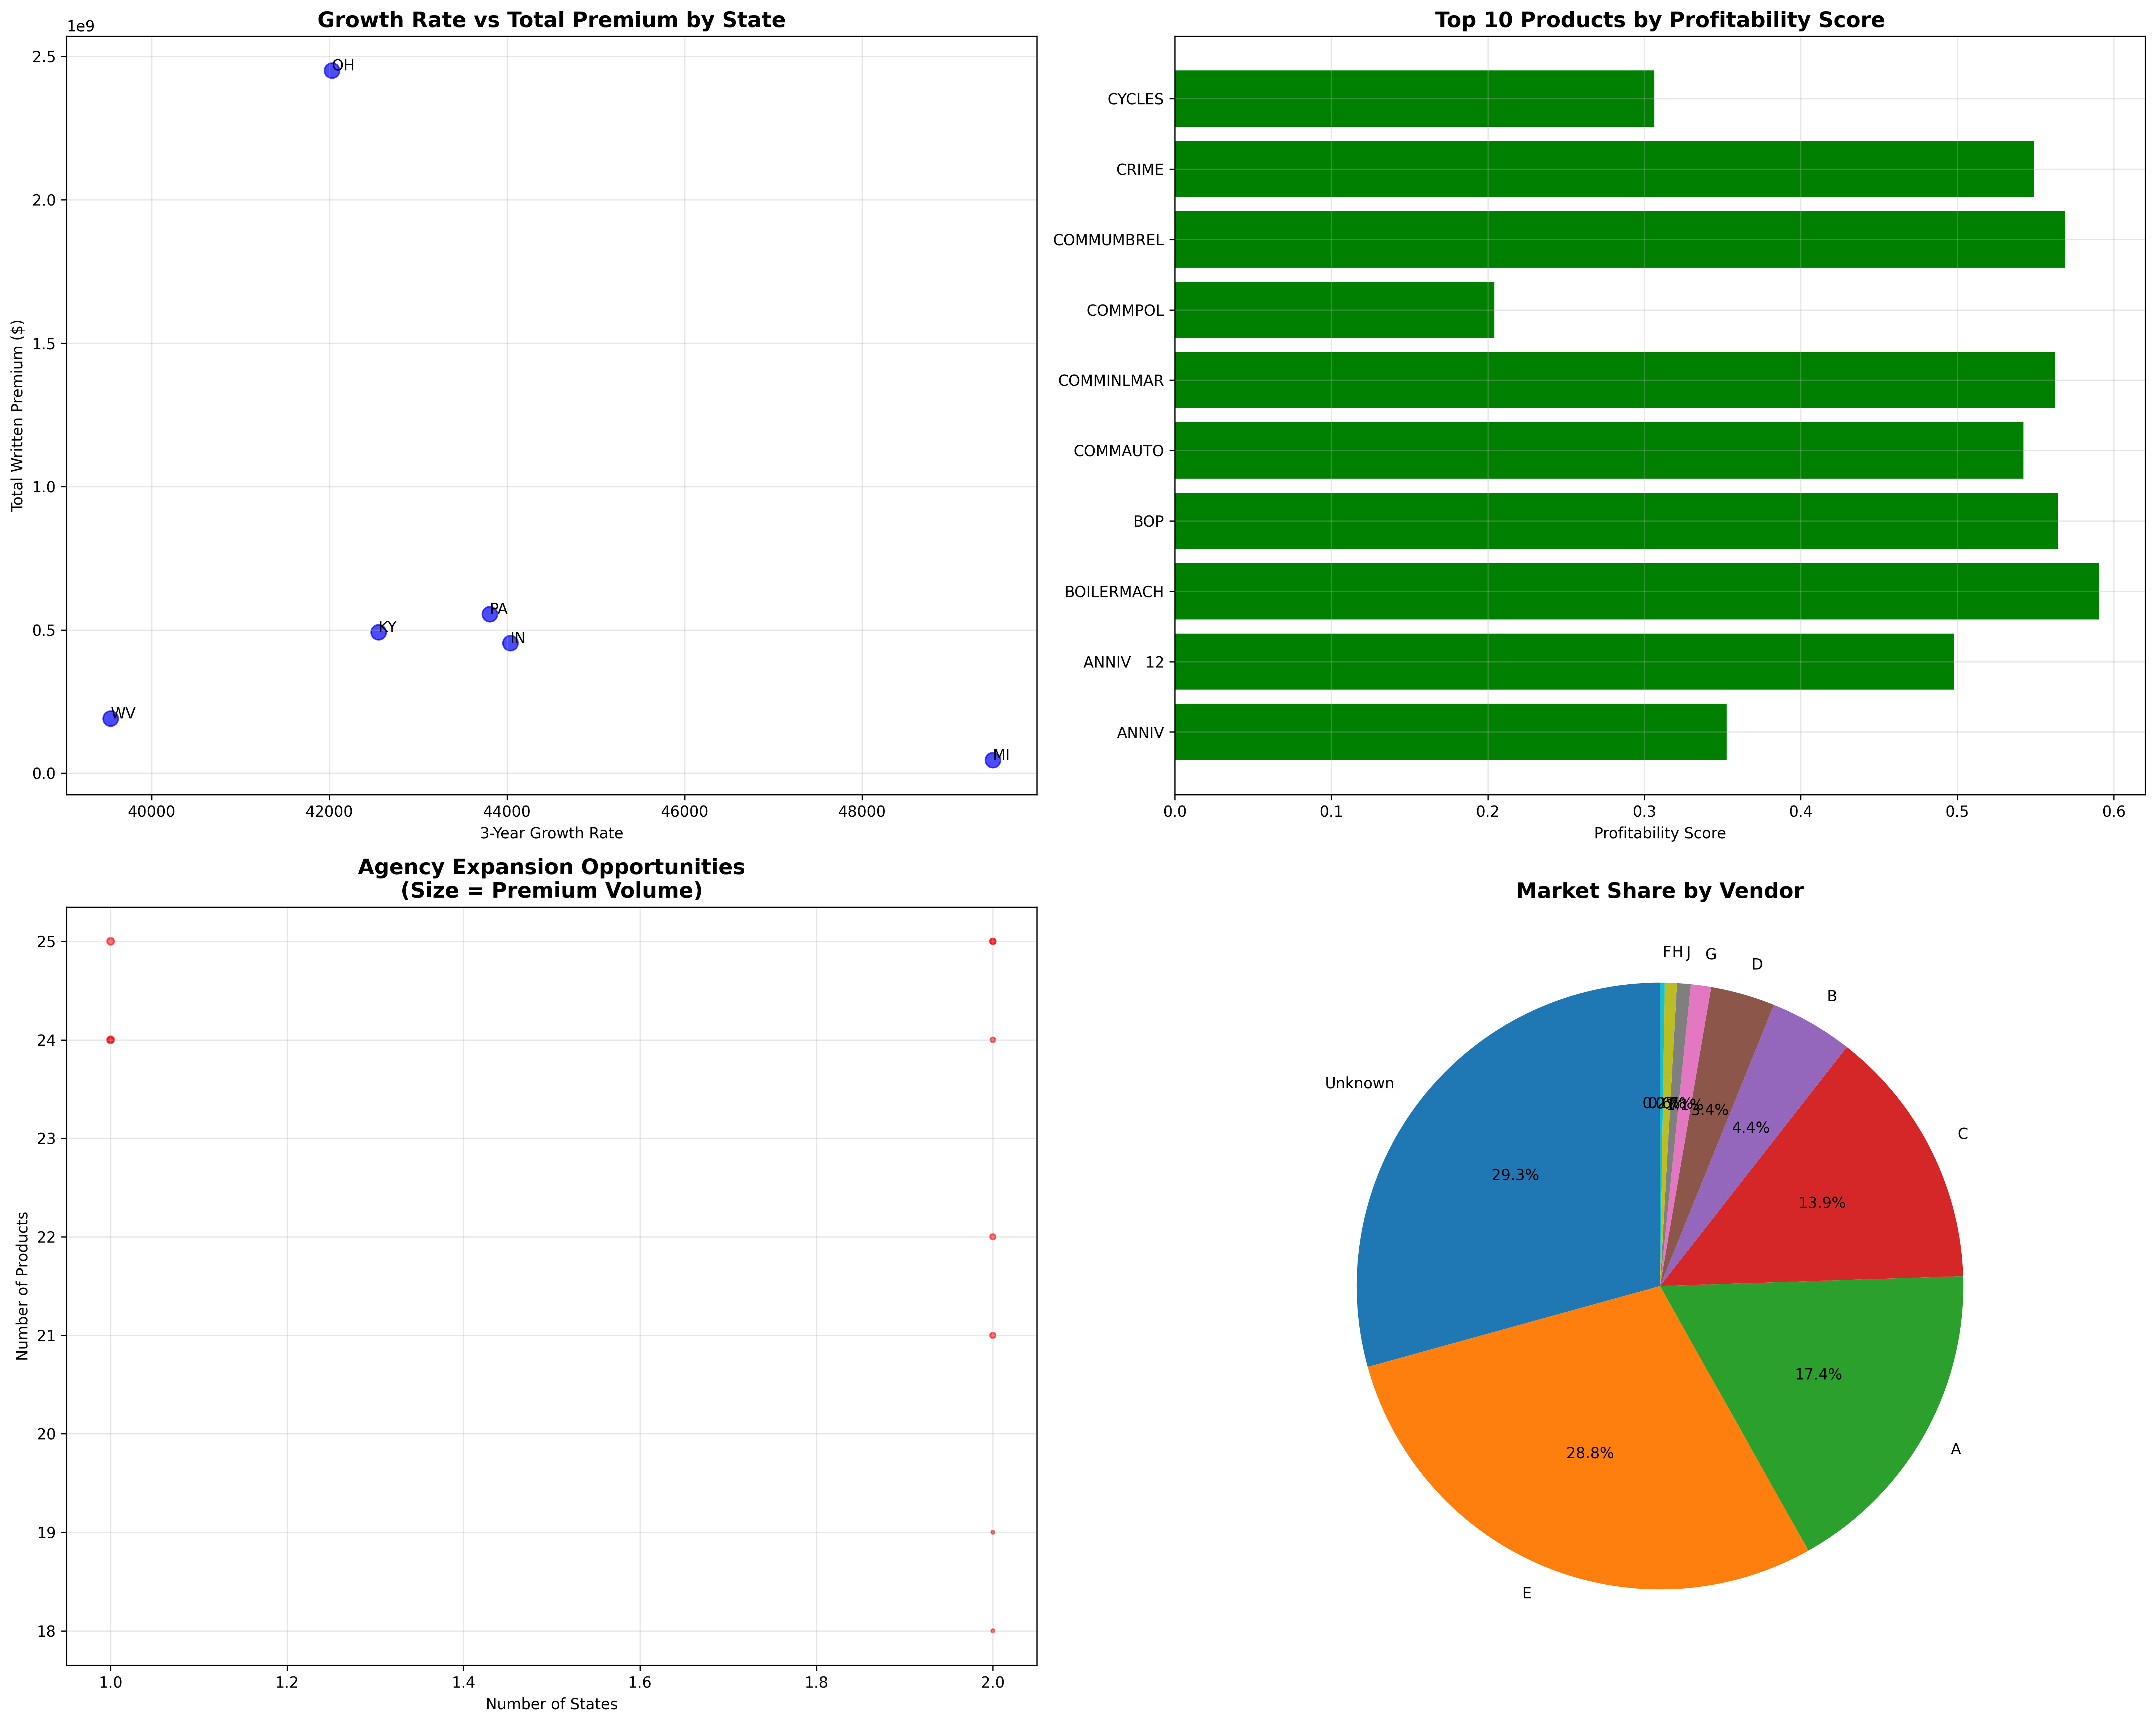 Growth Rate vs Total Premium by State
1e9
2.5
2.0
1.5
1.0
0.5
0.0
Total Written Premium ($)
OH
PA
KY
IN
WV
MI
40000 42000 44000 46000 48000
3-Year Growth Rate
Top 10 Products by Profitability Score
CYCLES
CRIME
COMMUMBREL
COMMPOL
COMMINLMAR
COMMAUTO
BOP
BOILERMACH
ANNIV   12
ANNIV
0.0 0.1 0.2 0.3 0.4 0.5 0.6
Profitability Score
Agency Expansion Opportunities
(Size = Premium Volume)
25
24
23
22
21
20
19
18
Number of Products
1.0 1.2 1.4 1.6 1.8 2.0
Number of States
Market Share by Vendor
F H J G
D
B
Unknown
C
3.4%
4.4%
29.3%
13.9%
17.4%
A
28.8%
E